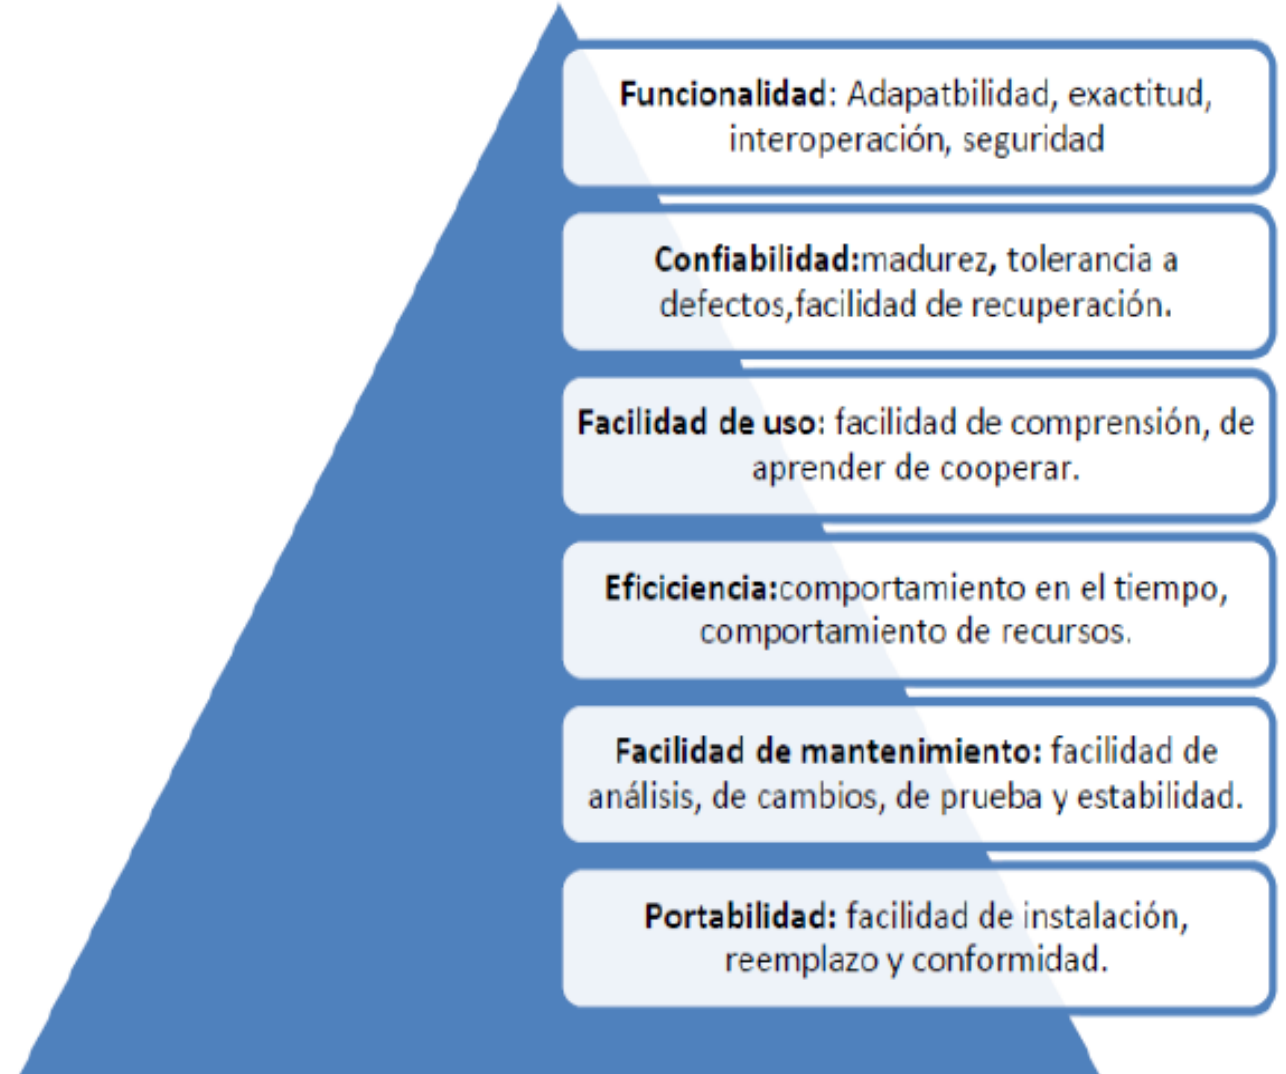 Funcionalidad: Adapatbilidad, exactitud,
interoperación, seguridad
Confiabilidad:madurez, tolerancia a
defectos,facilidad de recuperación.
Facilidad de uso: facilidad de comprensión, de
aprender de cooperar.
Eficiciencia:comportamiento en el tiempo,
comportamiento de recursos.
Facilidad de mantenimiento: facilidad de
análisis, de cambios, de prueba y estabilidad.
Portabilidad: facilidad de instalación,
reemplazo y conformidad.